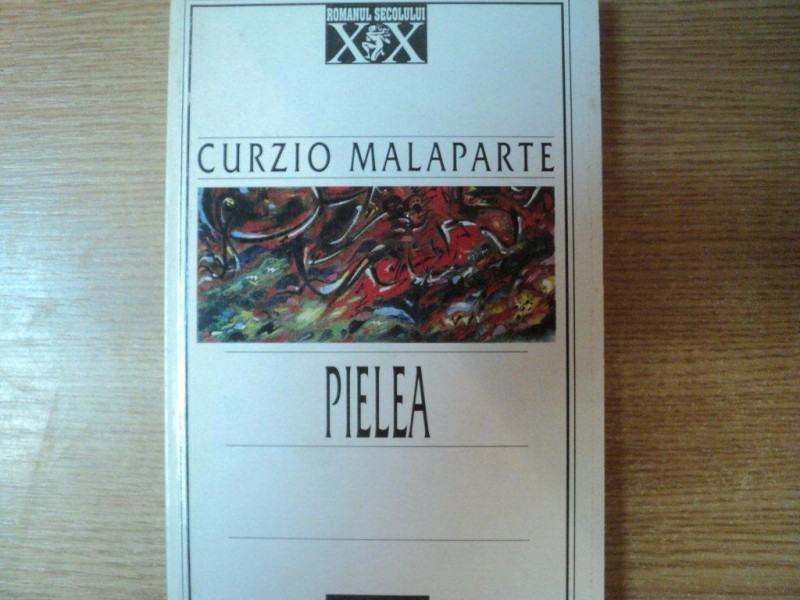 ROMANUL SECOLULUI
XX
CURZIO MALAPARTE
PIELEA